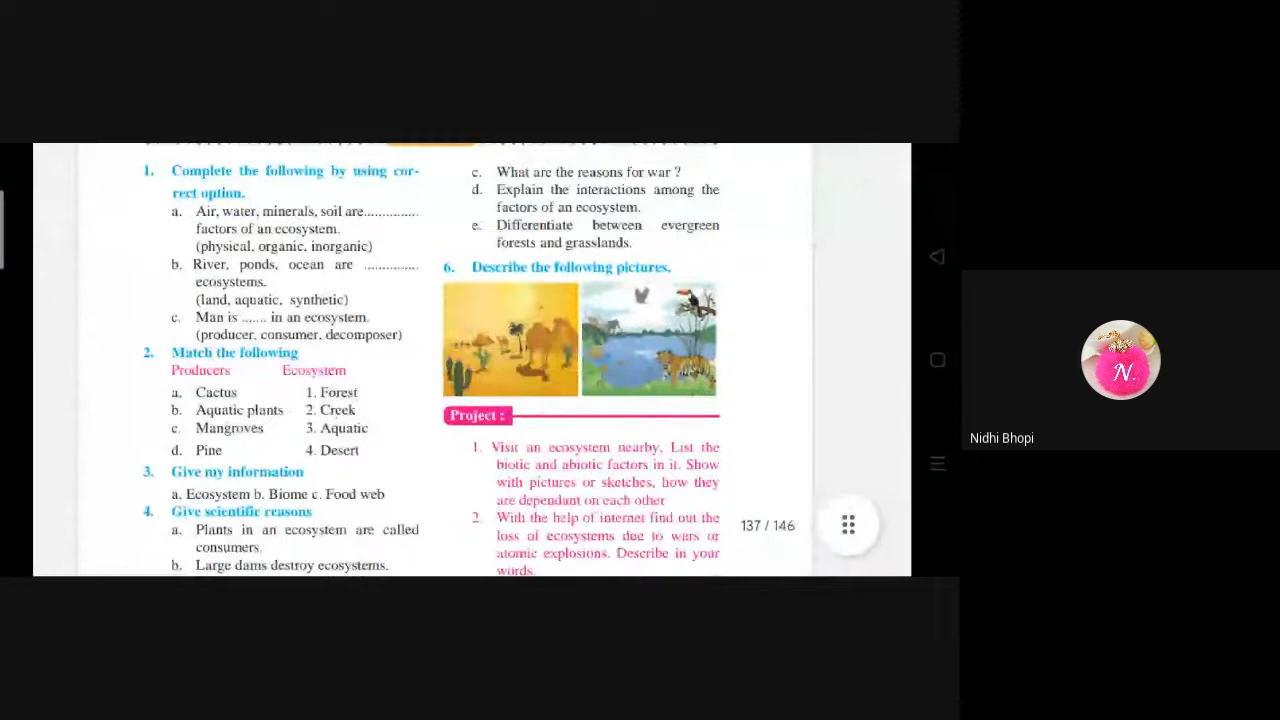 1. Complete the following by using cor-
rect option.
a. Air, water, minerals, soil are...............
factors of an ecosystem.
(physical, organic, inorganic)
b. River, ponds, ocean are ...............
ecosystems.
(land, aquatic, synthetic)
c. Man is ....... in an ecosystem.
(producer, consumer, decomposer)
2. Match the following
Producers Ecosystem
a. Cactus 1. Forest
b. Aquatic plants 2. Creek
c. Mangroves 3. Aquatic
d. Pine 4. Desert
3. Give my information
a. Ecosystem b. Biome c. Food web
4. Give scientific reasons
a. Plants in an ecosystem are called
consumers.
b. Large dams destroy ecosystems.
c. What are the reasons for war ?
d. Explain the interactions among the
factors of an ecosystem.
e. Differentiate between evergreen
forests and grasslands.
6. Describe the following pictures.
Project :
1. Visit an ecosystem nearby. List the
biotic and abiotic factors in it. Show
with pictures or sketches, how they
are dependant on each other
2. With the help of internet find out the
loss of ecosystems due to wars or
atomic explosions. Describe in your
words.
137 / 146
N.
Nidhi Bhopi